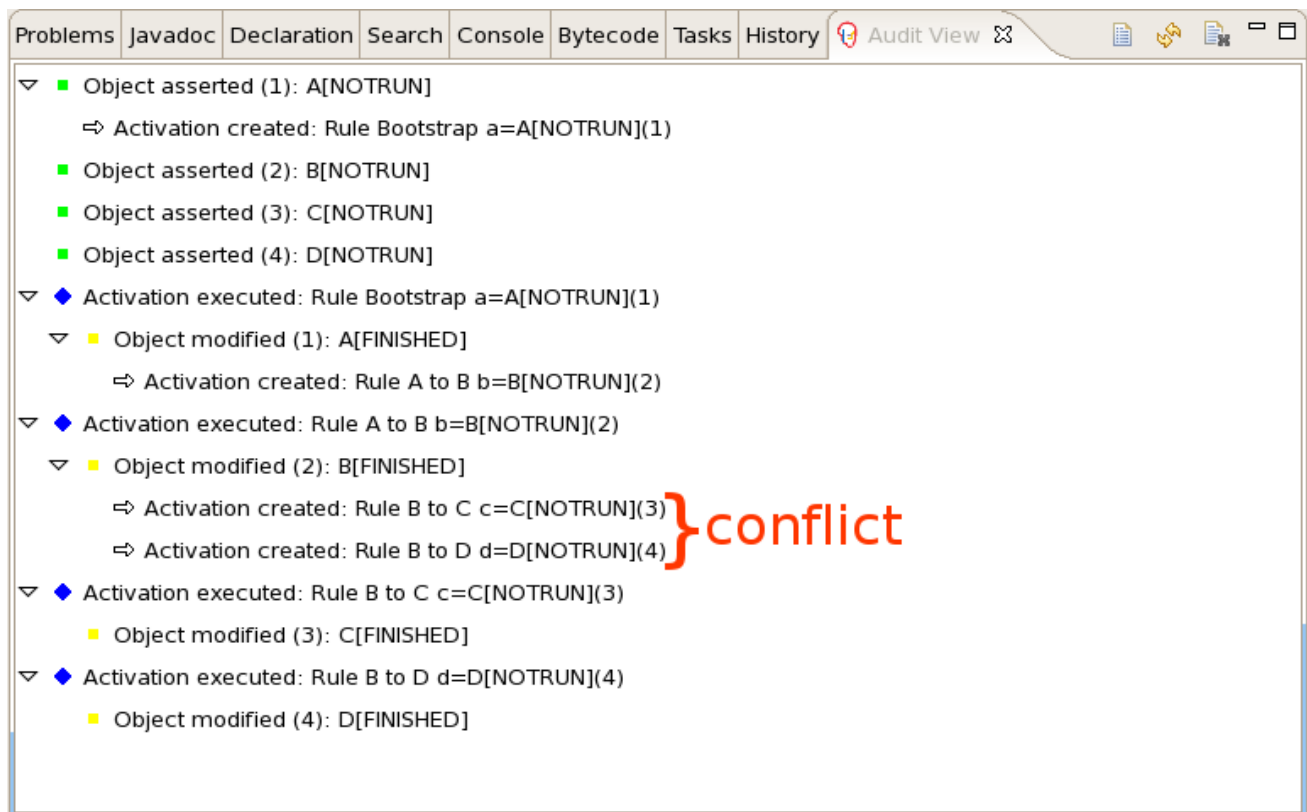 Problems Javadoc Declaration Search Console Bytecode Tasks History Audit View
Object asserted (1): A[NOTRUN]
Activation created: Rule Bootstrap a=A[NOTRUN](1)
Object asserted (2): B[NOTRUN]
Object asserted (3): C[NOTRUN]
Object asserted (4): D[NOTRUN]
Activation executed: Rule Bootstrap a=A[NOTRUN](1)
Object modified (1): A[FINISHED]
Activation created: Rule A to B b=B[NOTRUN](2)
Activation executed: Rule A to B b=B[NOTRUN](2)
Object modified (2): B[FINISHED]
Activation created: Rule B to C c=C[NOTRUN](3)
conflict
Activation created: Rule B to D d=D[NOTRUN](4)
Activation executed: Rule B to C c=C[NOTRUN](3)
Object modified (3): C[FINISHED]
Activation executed: Rule B to D d=D[NOTRUN](4)
Object modified (4): D[FINISHED]